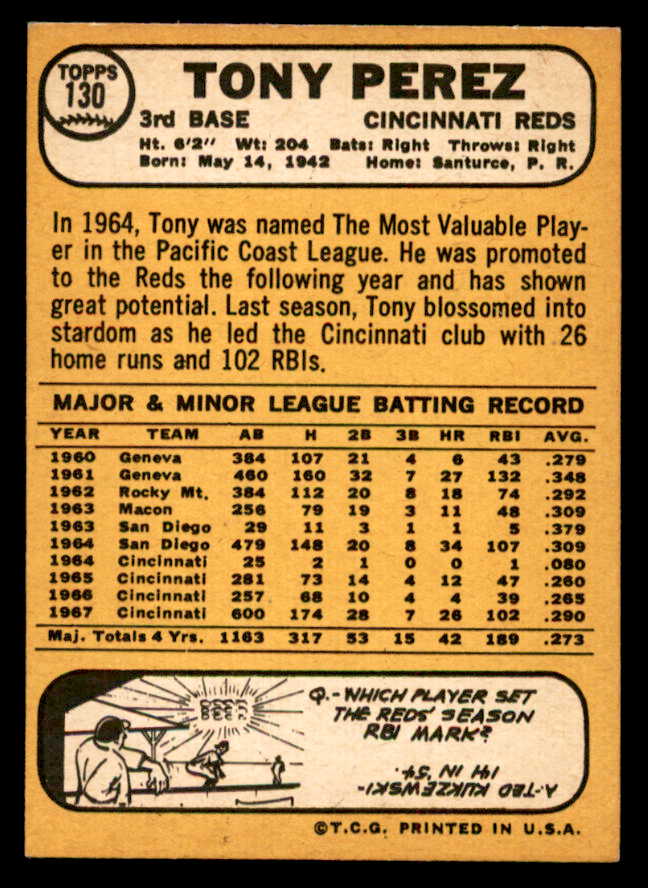 TOPPS
130
TONY PEREZ
3rd BASE CINCINNATI REDS
Ht. 6'2" Wt: 204 Bats: Right Throws: Right
Born: May 14, 1942 Home: Santurce, P. R.
In 1964, Tony was named The Most Valuable Play-
er in the Pacific Coast League. He was promoted
to the Reds the following year and has shown
great potential. Last season, Tony blossomed into
stardom as he led the Cincinnati club with 26
home runs and 102 RBIs.
MAJOR & MINOR LEAGUE BATTING RECORD
YEAR TEAM AB H 2B 3B HR RBI AVG.
1960 Geneva 384 107 21 4 6 43 .279
1961 Geneva 460 160 32 7 27 132 .348
1962 Rocky Mt. 384 112 20 8 18 74 .292
1963 Macon 256 79 19 3 11 48 .309
1963 San Diego 29 11 3 1 1 5 .379
1964 San Diego 479 148 20 8 34 107 .309
1964 Cincinnati 25 2 1 0 0 1 .080
1965 Cincinnati 281 73 14 4 12 47 .260
1966 Cincinnati 257 68 10 4 4 39 .265
1967 Cincinnati 600 174 28 7 26 102 .290
Maj. Totals 4 Yrs. 1163 317 53 15 42 189 .273
Q.-WHICH PLAYER SET
THE REDS' SEASON
RBI MARK?
A-TED KUKZEWSKI-
141 IN '54.
©T.C.G. PRINTED IN U.S.A.